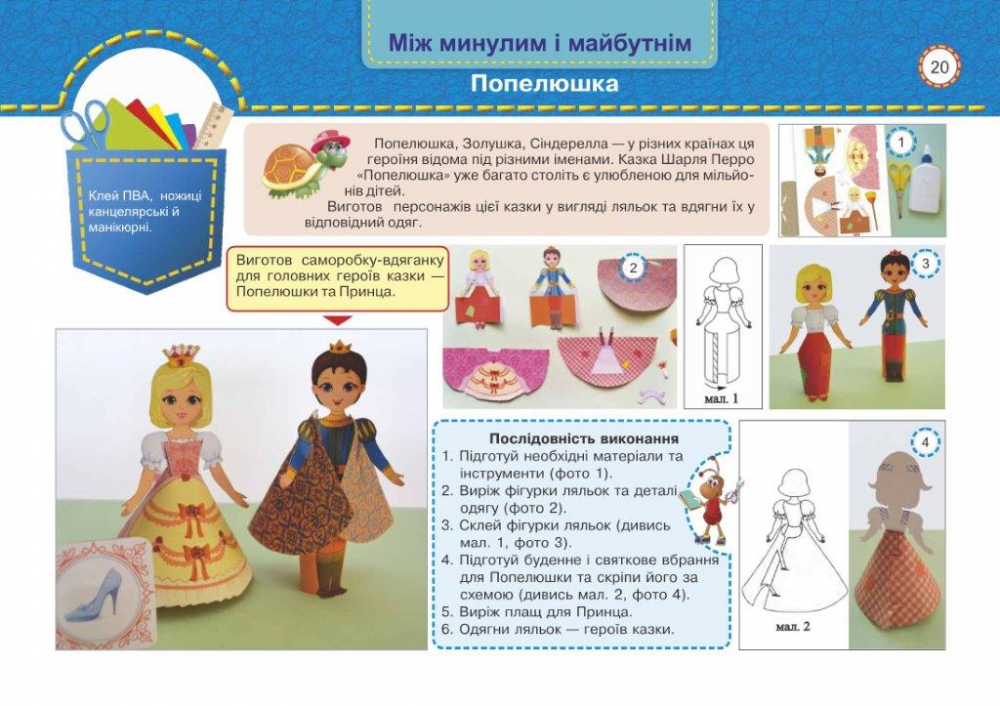 Між минулим і майбутнім
Попелюшка
20
Клей ПВА, ножиці
канцелярські й
манікюрні.
Попелюшка, Золушка, Сіндерелла — у різних країнах ця
героїня відома під різними іменами. Казка Шарля Перро
«Попелюшка» уже багато століть є улюбленою для мільйо-
нів дітей.
Виготов персонажів цієї казки у вигляді ляльок та вдягни їх у
відповідний одяг.
1
Виготов саморобку-вдяганку
для головних героїв казки —
Попелюшки та Принца.
2
мал. 1
3
Послідовність виконання
1. Підготуй необхідні матеріали та
інструменти (фото 1).
2. Виріж фігурки ляльок та деталі
одягу (фото 2).
3. Склей фігурки ляльок (дивись
мал. 1, фото 3).
4. Підготуй буденне і святкове вбрання
для Попелюшки та скріпи його за
схемою (дивись мал. 2, фото 4).
5. Виріж плащ для Принца.
6. Одягни ляльок — героїв казки.
мал. 2
4